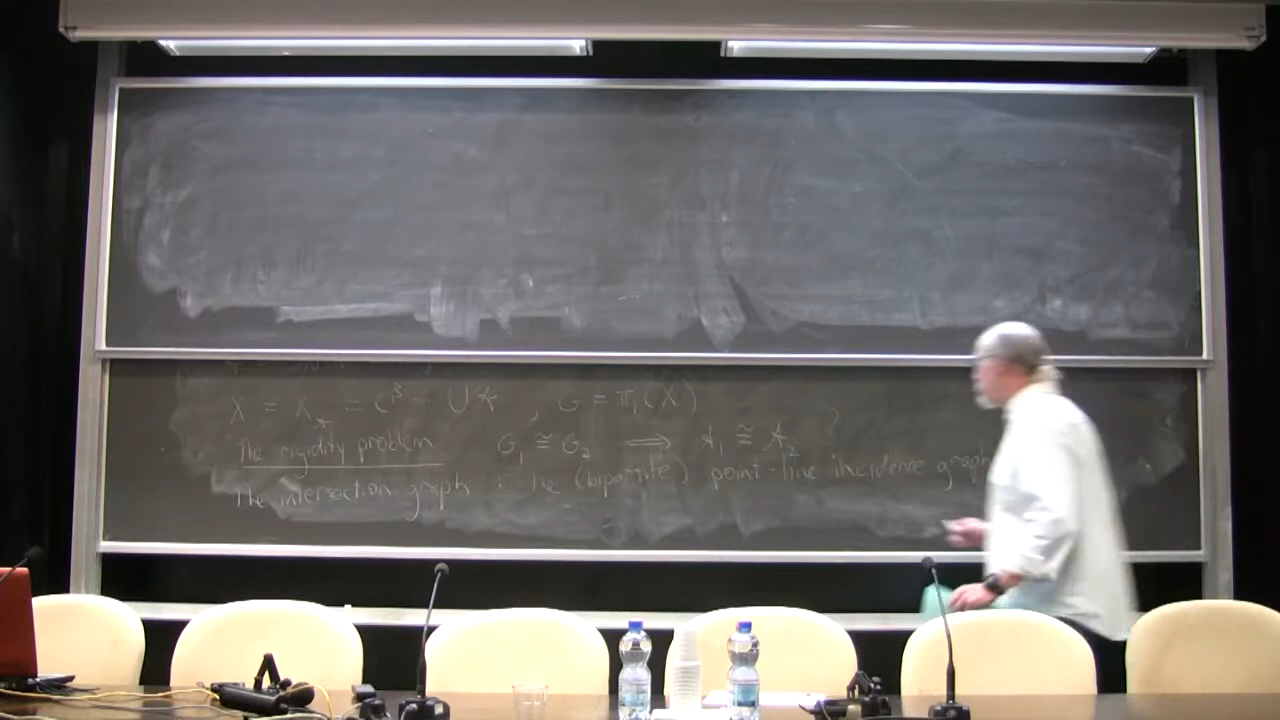 X = X_𝒜 = ℂ³ − ∪𝒜 , G = π₁(X)
The rigidity problem G₁ ≅ G₂ ⟹ 𝒜₁ ≅ 𝒜₂ ?
The intersection graph : the (bipartite) point-line incidence graph